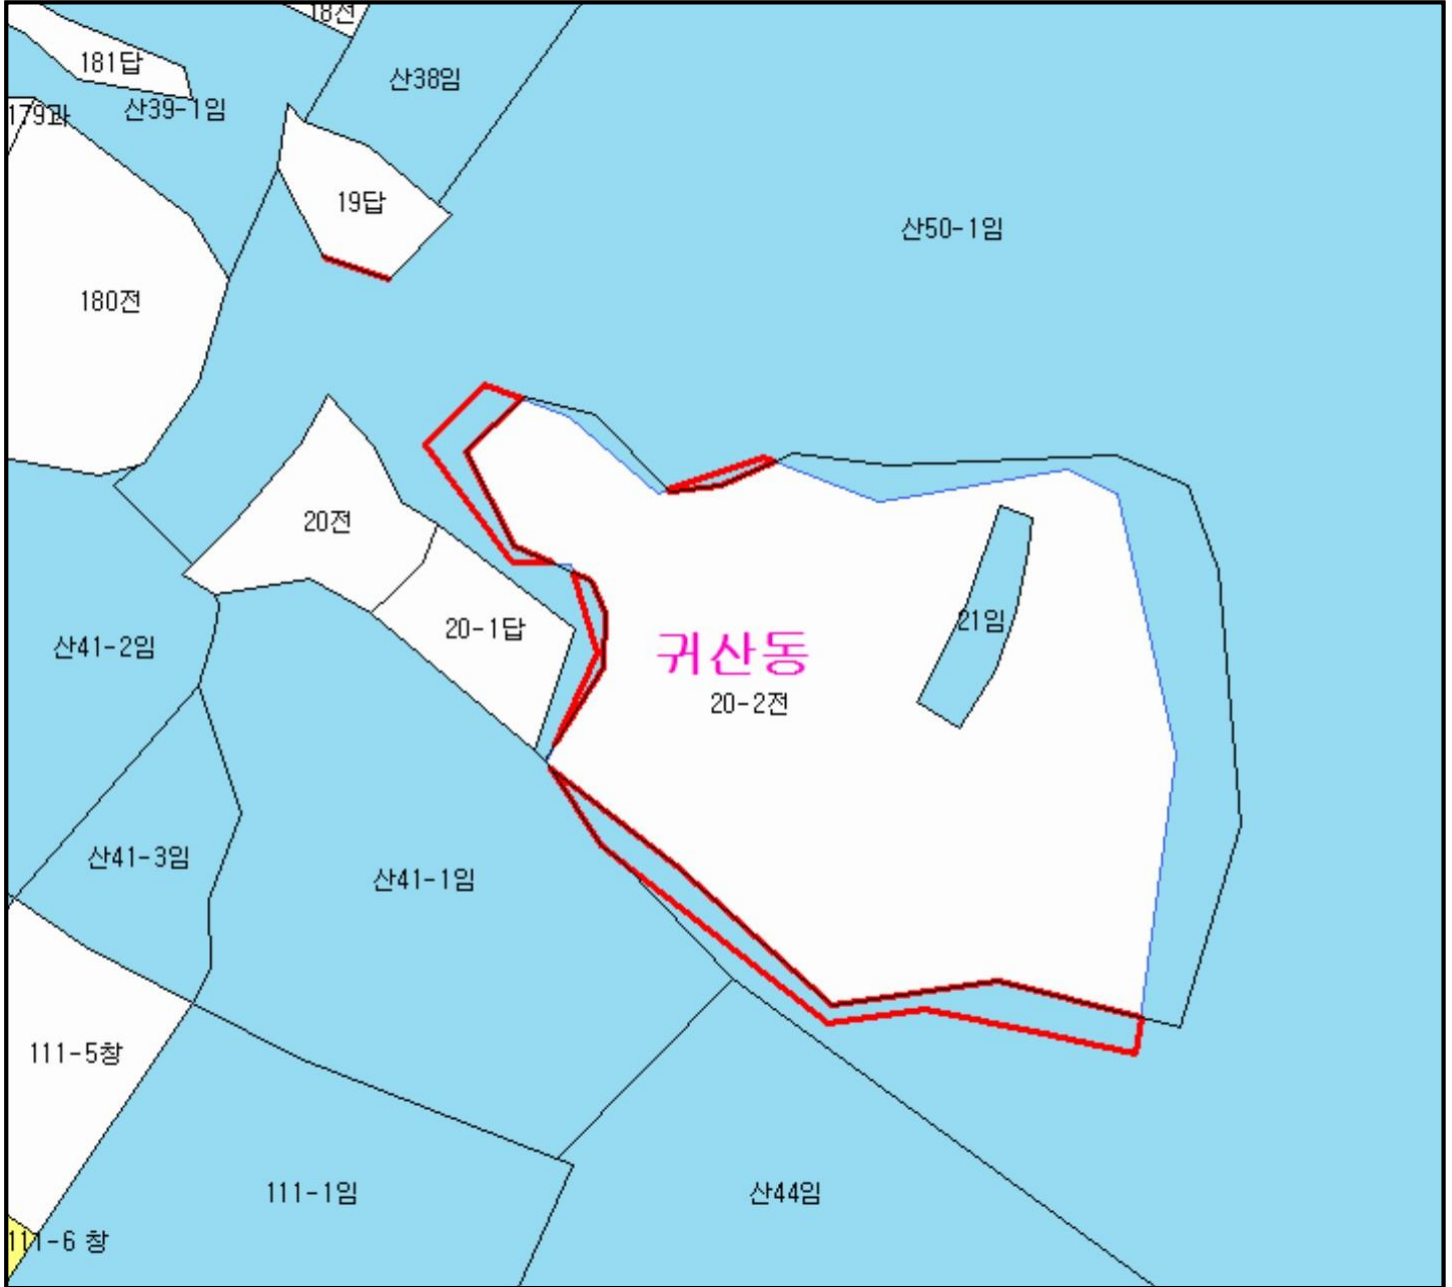 18전
181답
산38임
179과
산39-1임
19답
산50-1임
180전
20전
21임
20-1답
산41-2임
귀산동
20-2전
산41-3임
산41-1임
111-5창
111-1임
산44임
111-6 창